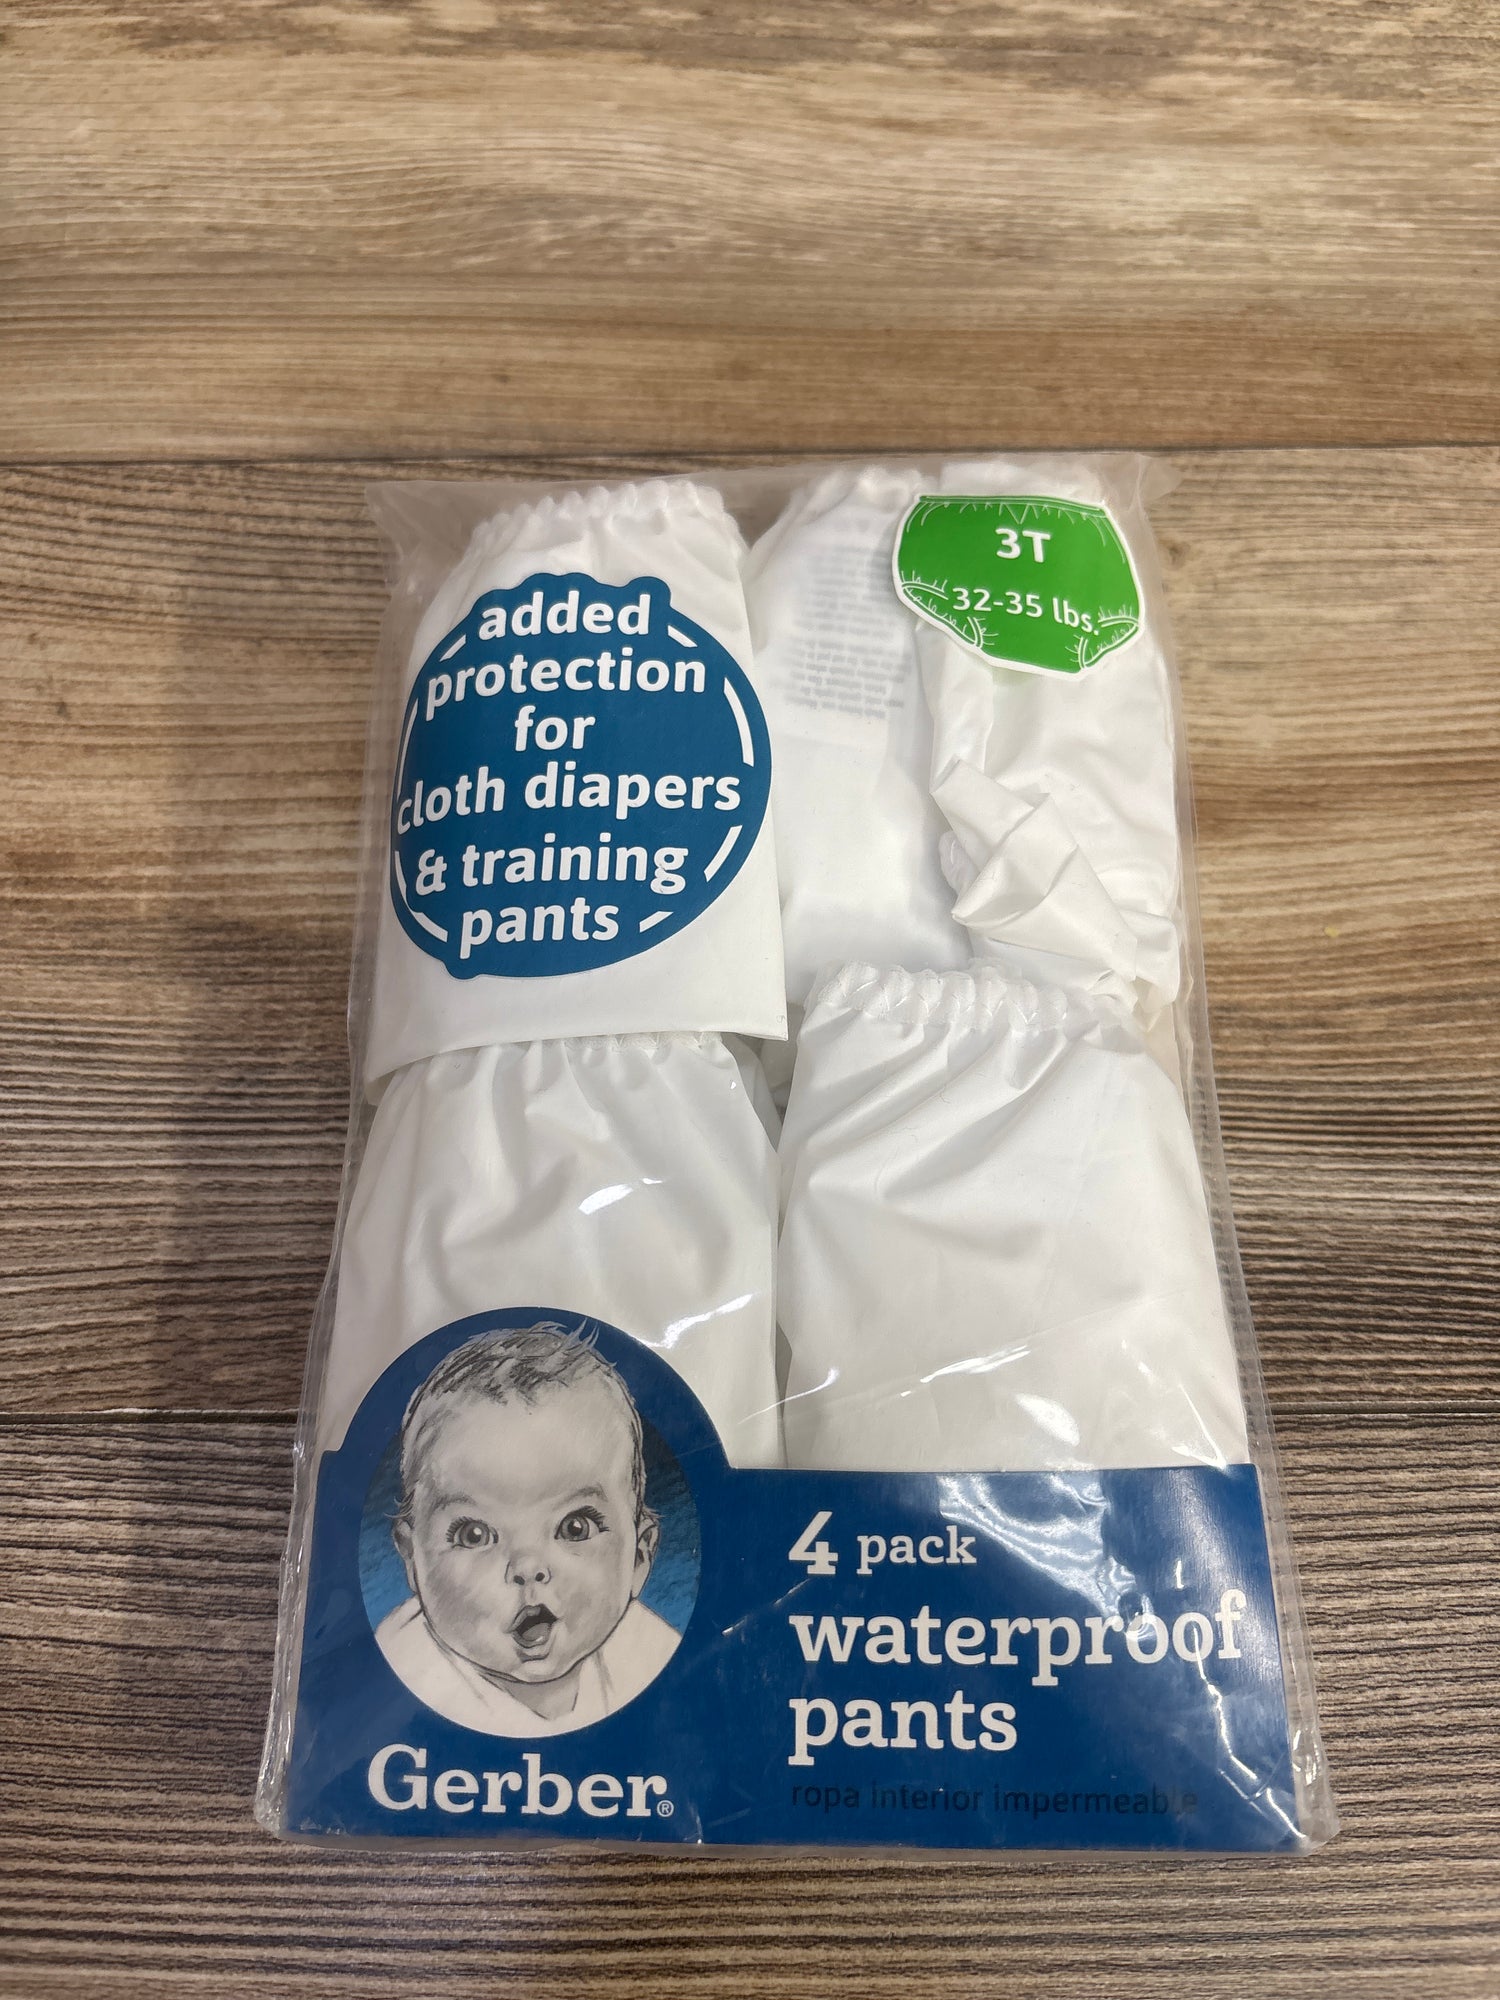 added
protection
for
cloth diapers
& training
pants
3T
32-35 lbs.
4 pack
waterproof
pants
ropa interior impermeable
Gerber®